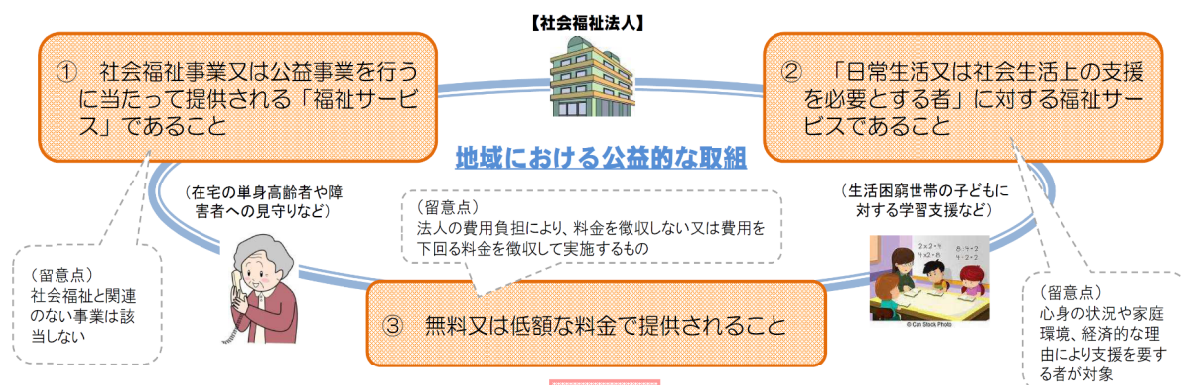 【社会福祉法人】
① 社会福祉事業又は公益事業を行う
に当たって提供される「福祉サービ
ス」であること
② 「日常生活又は社会生活上の支援
を必要とする者」に対する福祉サー
ビスであること
地域における公益的な取組
(在宅の単身高齢者や障
害者への見守りなど)
(留意点)
法人の費用負担により、料金を徴収しない又は費用を
下回る料金を徴収して実施するもの
(生活困窮世帯の子どもに
対する学習支援など)
(留意点)
社会福祉と関連
のない事業は該
当しない
2×2=4
4×2=8
8/4=2
4-2=2
© Can Stock Photo
(留意点)
心身の状況や家庭
環境、経済的な理
由により支援を要す
る者が対象
③ 無料又は低額な料金で提供されること